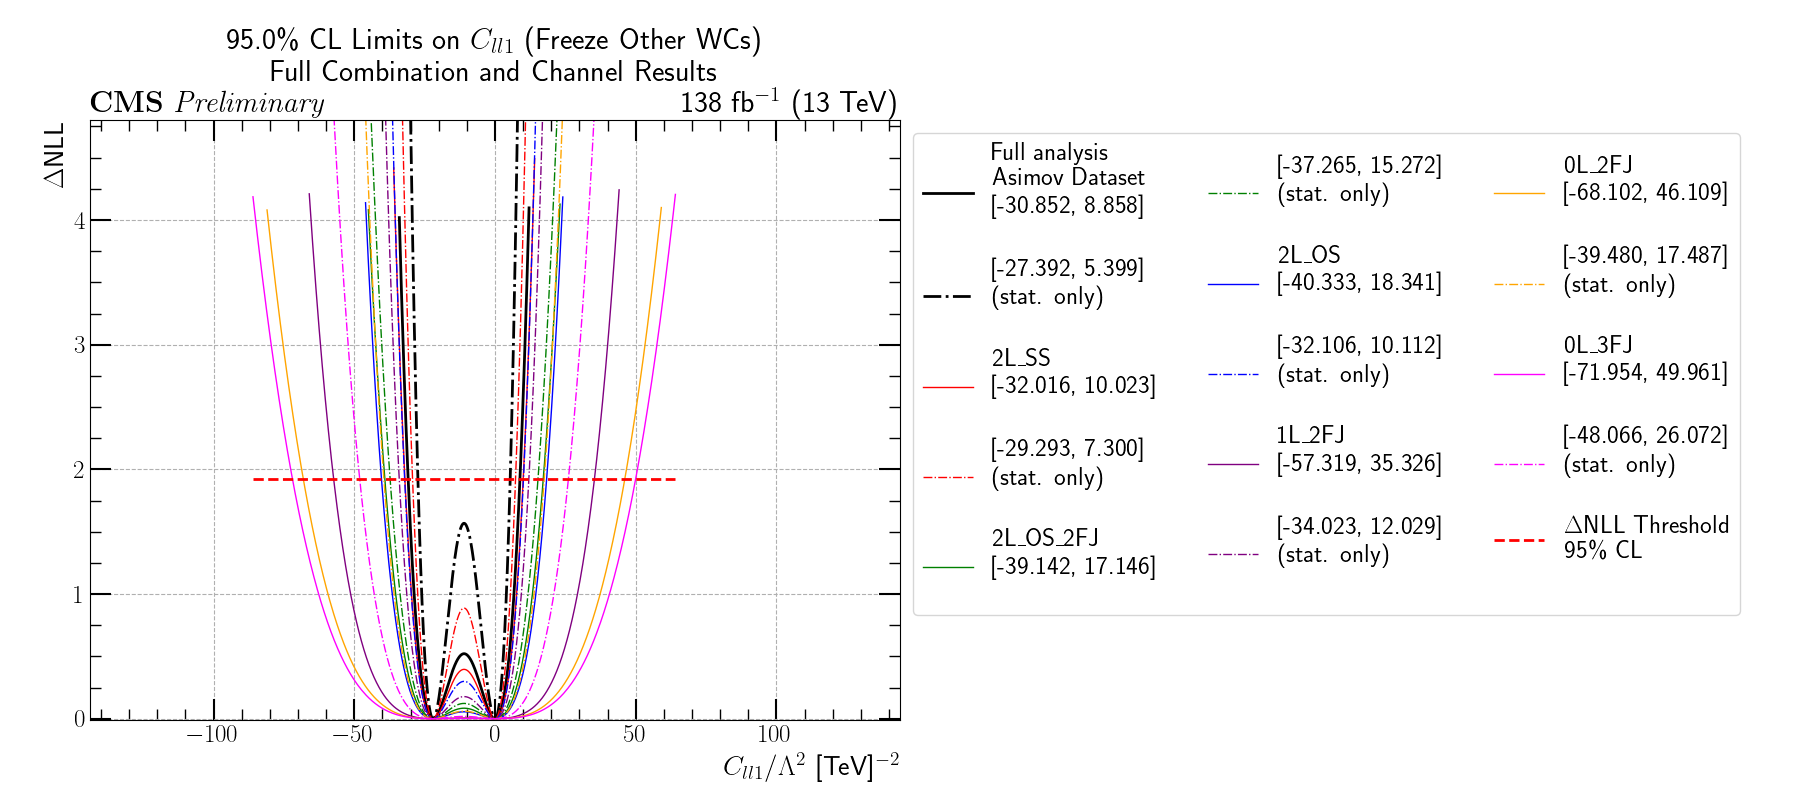 95.0% CL Limits on C_{ll1} (Freeze Other WCs)
Full Combination and Channel Results
CMS Preliminary
138 fb⁻¹ (13 TeV)
ΔNLL
4
3
2
1
0
−100
−50
0
50
100
C_{ll1}/Λ² [TeV]⁻²
Full analysis
Asimov Dataset
[-30.852, 8.858]
[-27.392, 5.399]
(stat. only)
2L_SS
[-32.016, 10.023]
[-29.293, 7.300]
(stat. only)
2L_OS_2FJ
[-39.142, 17.146]
[-37.265, 15.272]
(stat. only)
2L_OS
[-40.333, 18.341]
[-32.106, 10.112]
(stat. only)
1L_2FJ
[-57.319, 35.326]
[-34.023, 12.029]
(stat. only)
0L_2FJ
[-68.102, 46.109]
[-39.480, 17.487]
(stat. only)
0L_3FJ
[-71.954, 49.961]
[-48.066, 26.072]
(stat. only)
ΔNLL Threshold
95% CL